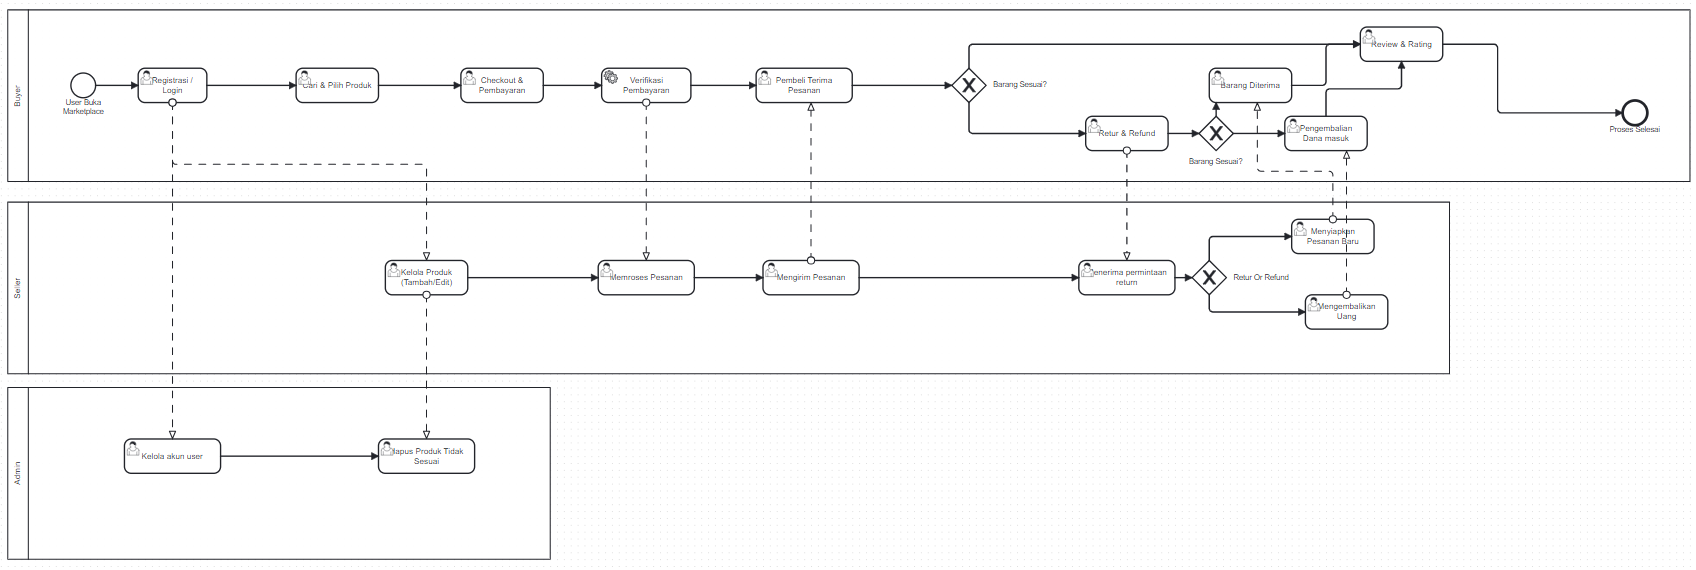 Buyer
User Buka
Marketplace
Registrasi /
Login
Cari & Pilih Produk
Checkout &
Pembayaran
Verifikasi
Pembayaran
Pembeli Terima
Pesanan
Barang Sesuai?
Retur & Refund
Barang Sesuai?
Barang Diterima
Pengembalian
Dana masuk
Review & Rating
Proses Selesai
Seller
Kelola Produk
(Tambah/Edit)
Memroses Pesanan
Mengirim Pesanan
Menerima permintaan
return
Retur Or Refund
Menyiapkan
Pesanan Baru
Mengembalikan
Uang
Admin
Kelola akun user
Hapus Produk Tidak
Sesuai